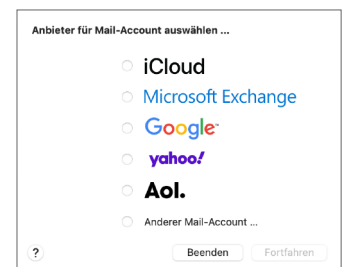 Anbieter für Mail-Account auswählen ...
iCloud
Microsoft Exchange
Google
yahoo!
Aol.
Anderer Mail-Account ...
? Beenden Fortfahren